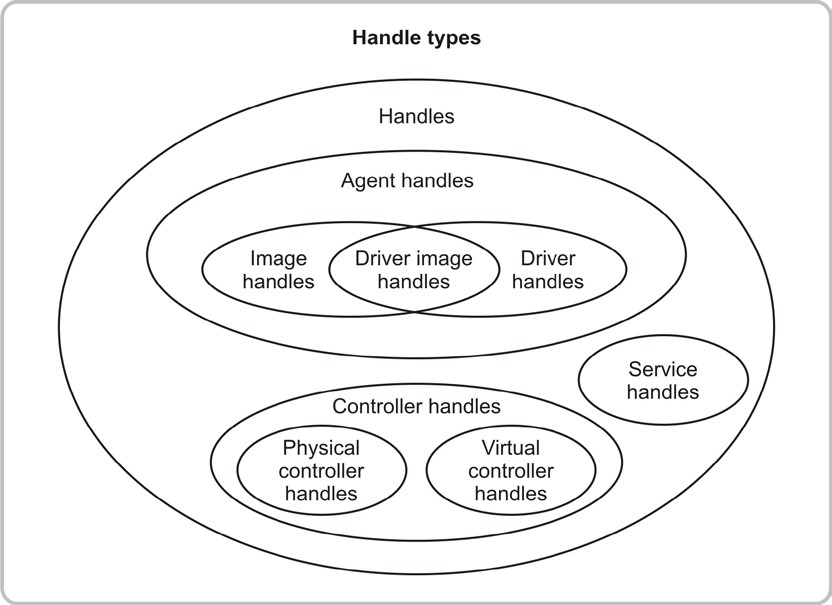 Handle types
Handles
Agent handles
Image
handles
Driver image
handles
Driver
handles
Service
handles
Controller handles
Physical
controller
handles
Virtual
controller
handles